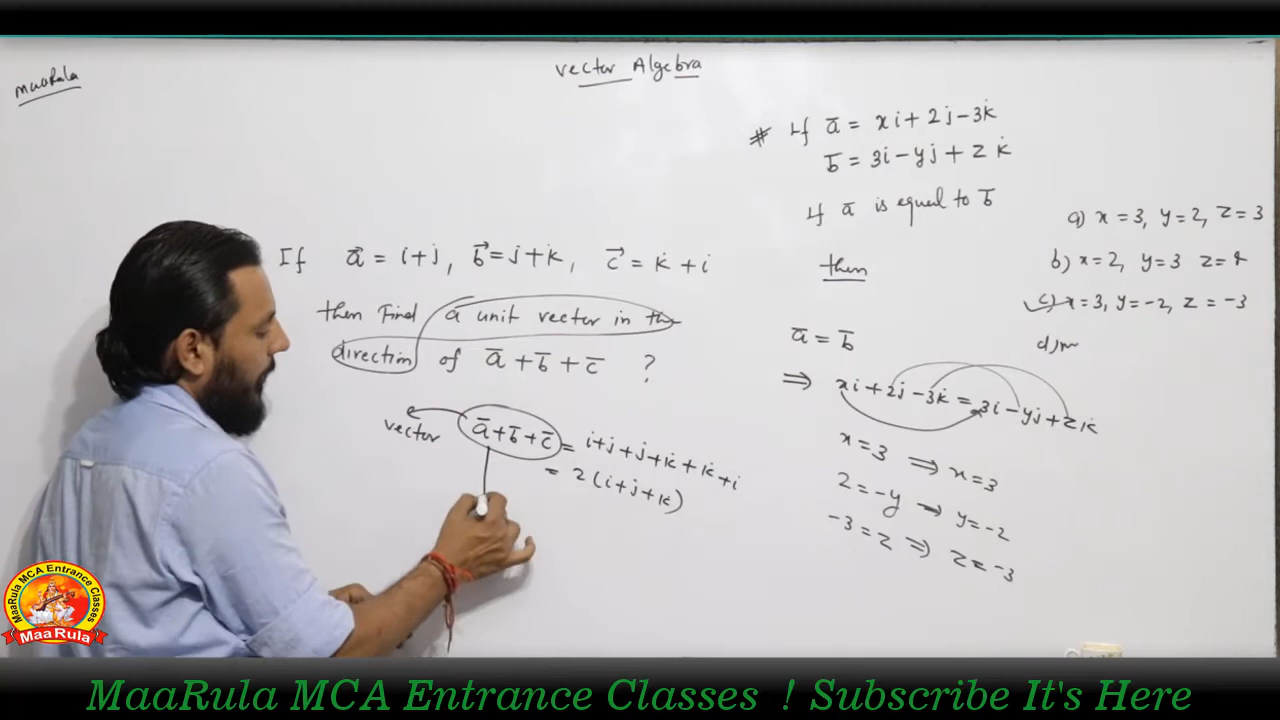 MaaRula
Vector Algebra
# If a̅ = xi + 2j - 3k
b̅ = 3i - yj + zk
If a̅ is equal to b̅
then
a) x = 3, y = 2, z = 3
b) x = 2, y = 3 z = 4
c) x = 3, y = -2, z = -3
a̅ = b̅
⇒ xi + 2j - 3k = 3i - yj + zk
x = 3 ⇒ x = 3
2 = -y → y = -2
-3 = z ⇒ z = -3
If a⃗ = i + j, b⃗ = j + k, c⃗ = k + i
then Find a unit vector in the
direction of a̅ + b̅ + c̅ ?
vector a̅ + b̅ + c̅ = i + j + j + k + k + i
= 2 (i + j + k)
MaaRula MCA Entrance Classes
MaaRula
MaaRula MCA Entrance Classes ! Subscribe It's Here